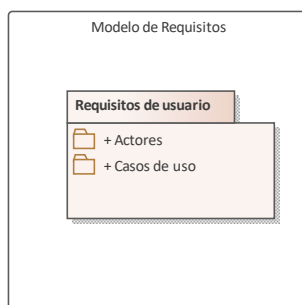 Modelo de Requisitos
Requisitos de usuario
+ Actores
+ Casos de uso